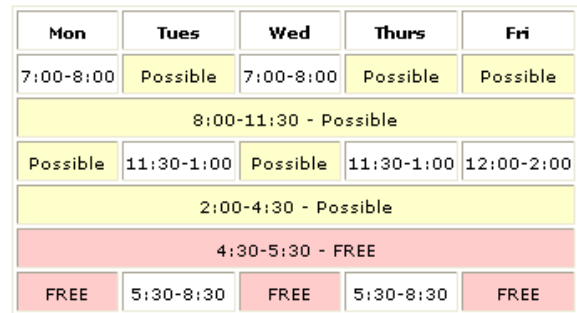 Mon Tues Wed Thurs Fri
7:00-8:00 Possible 7:00-8:00 Possible Possible
8:00-11:30 - Possible
Possible 11:30-1:00 Possible 11:30-1:00 12:00-2:00
2:00-4:30 - Possible
4:30-5:30 - FREE
FREE 5:30-8:30 FREE 5:30-8:30 FREE